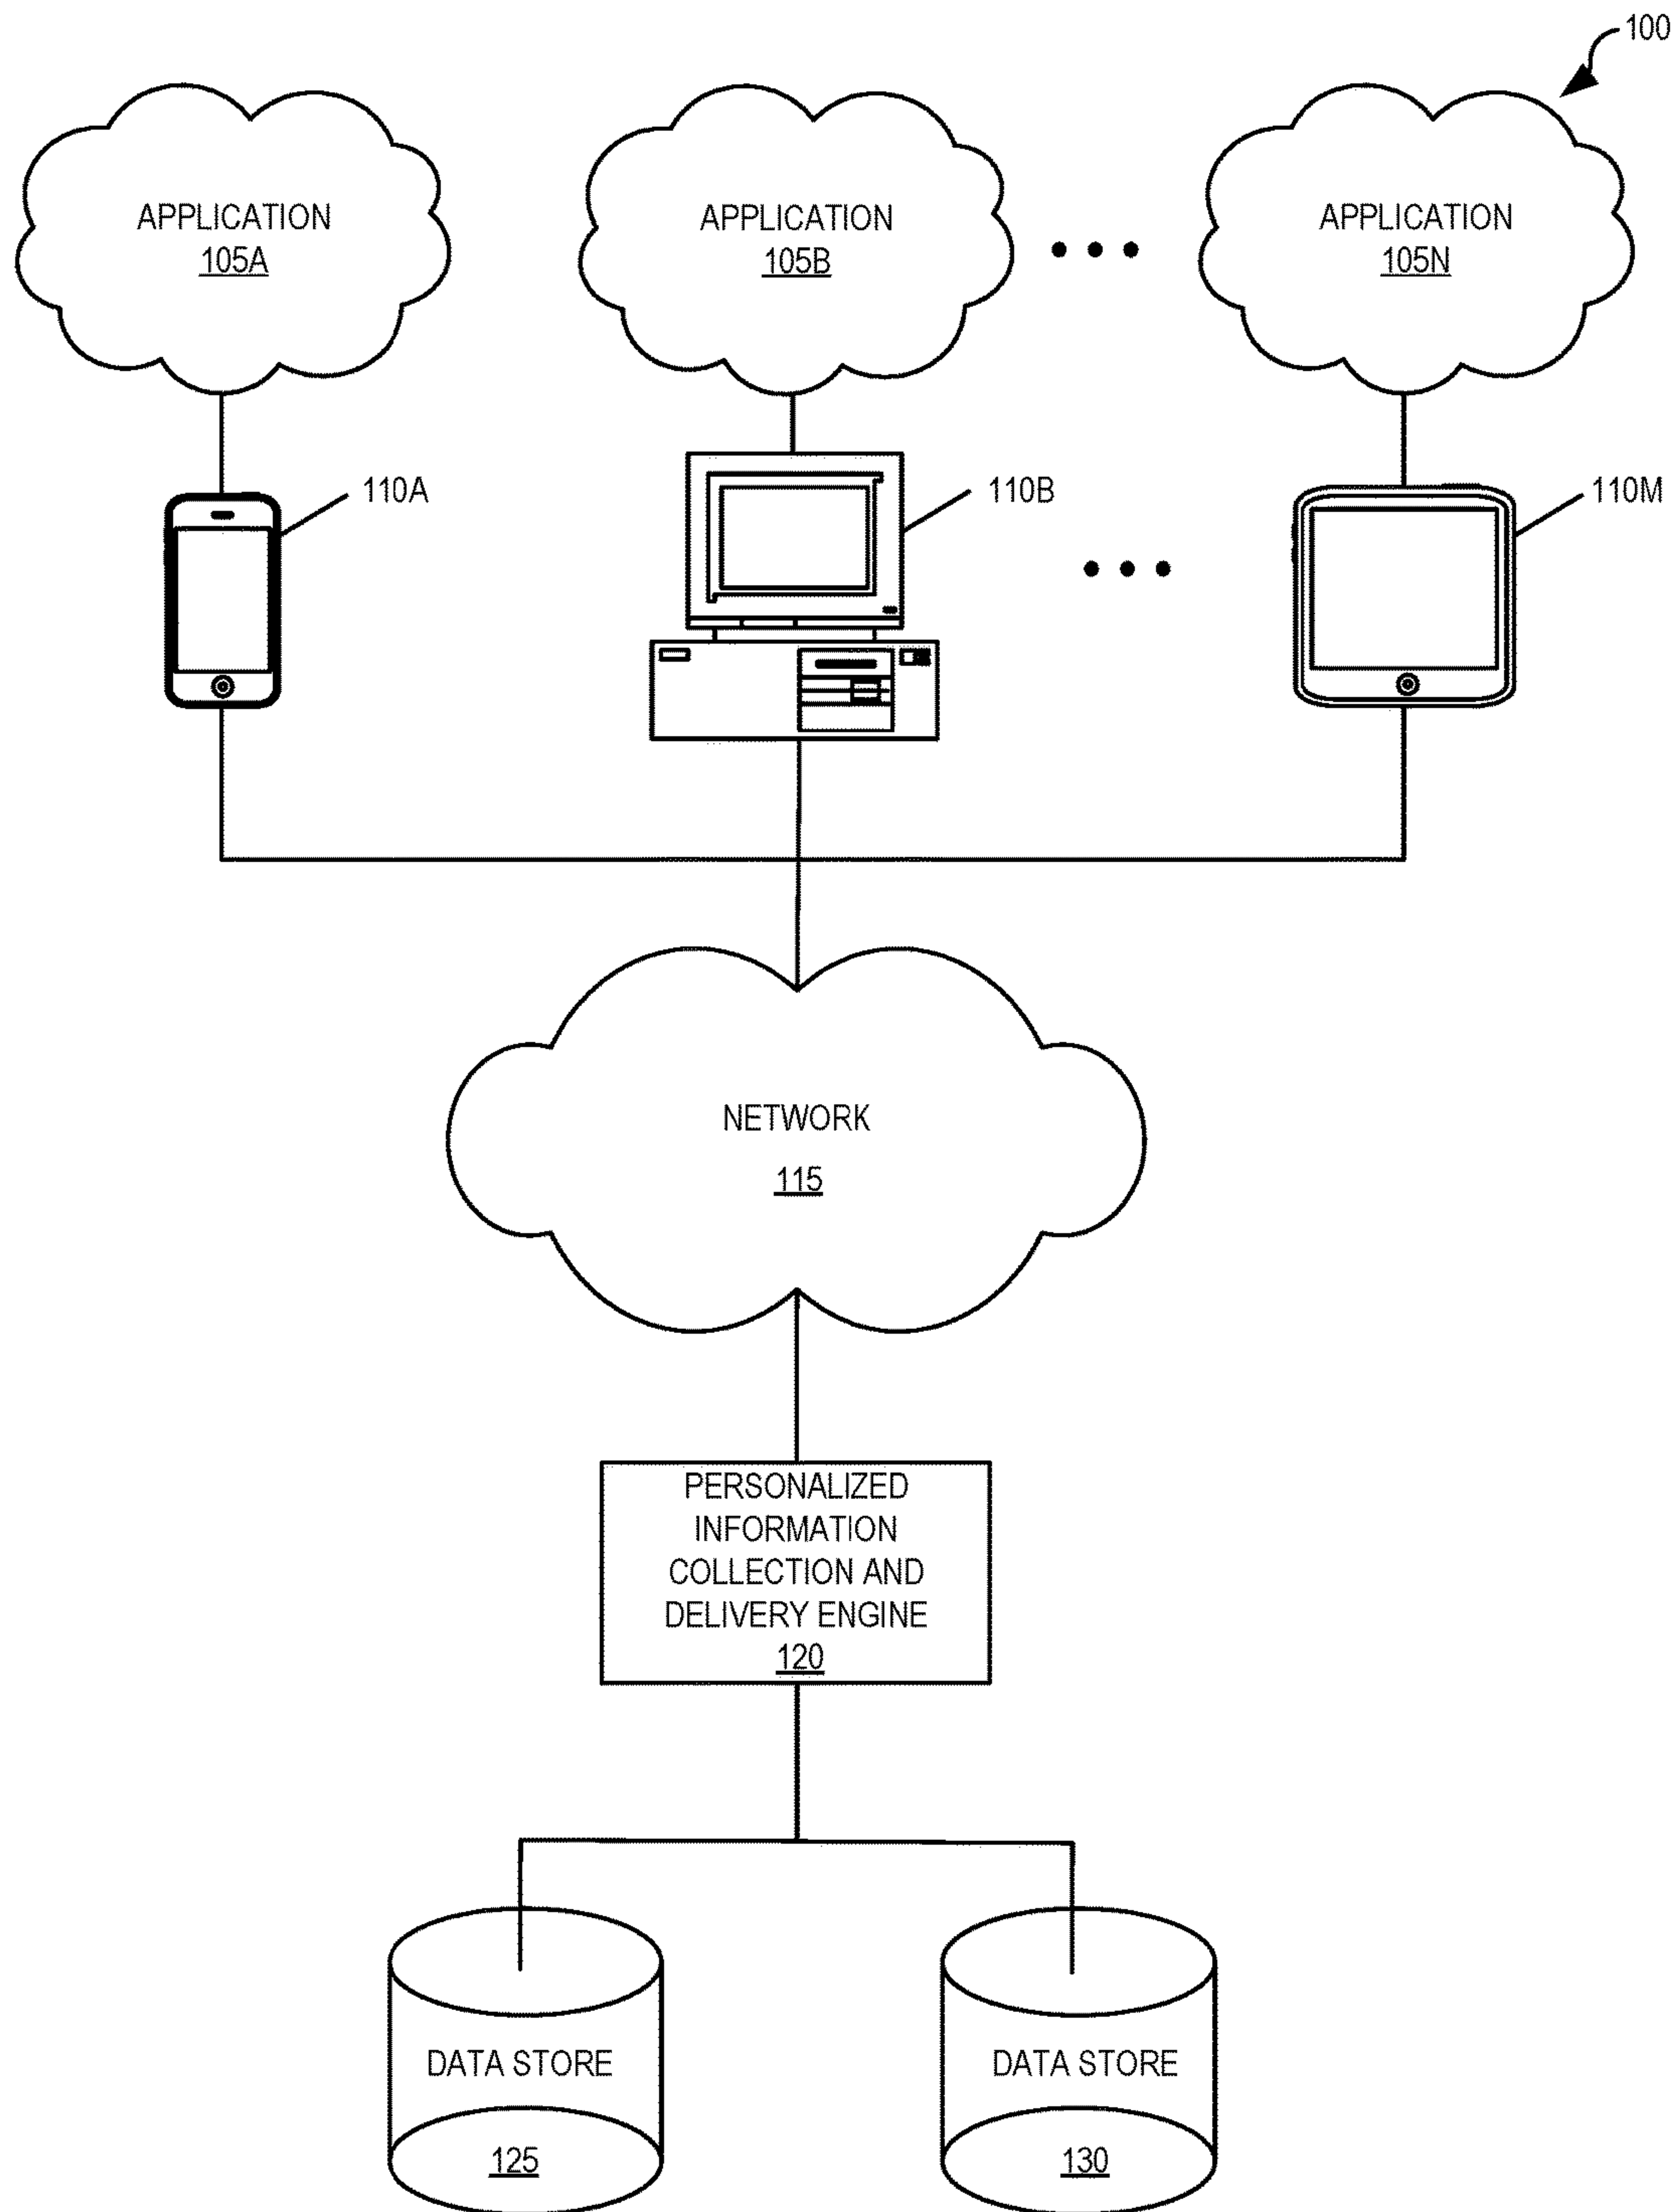 100
APPLICATION
105A
APPLICATION
105B
APPLICATION
105N
110A
110B
110M
NETWORK
115
PERSONALIZED
INFORMATION
COLLECTION AND
DELIVERY ENGINE
120
DATA STORE
125
DATA STORE
130